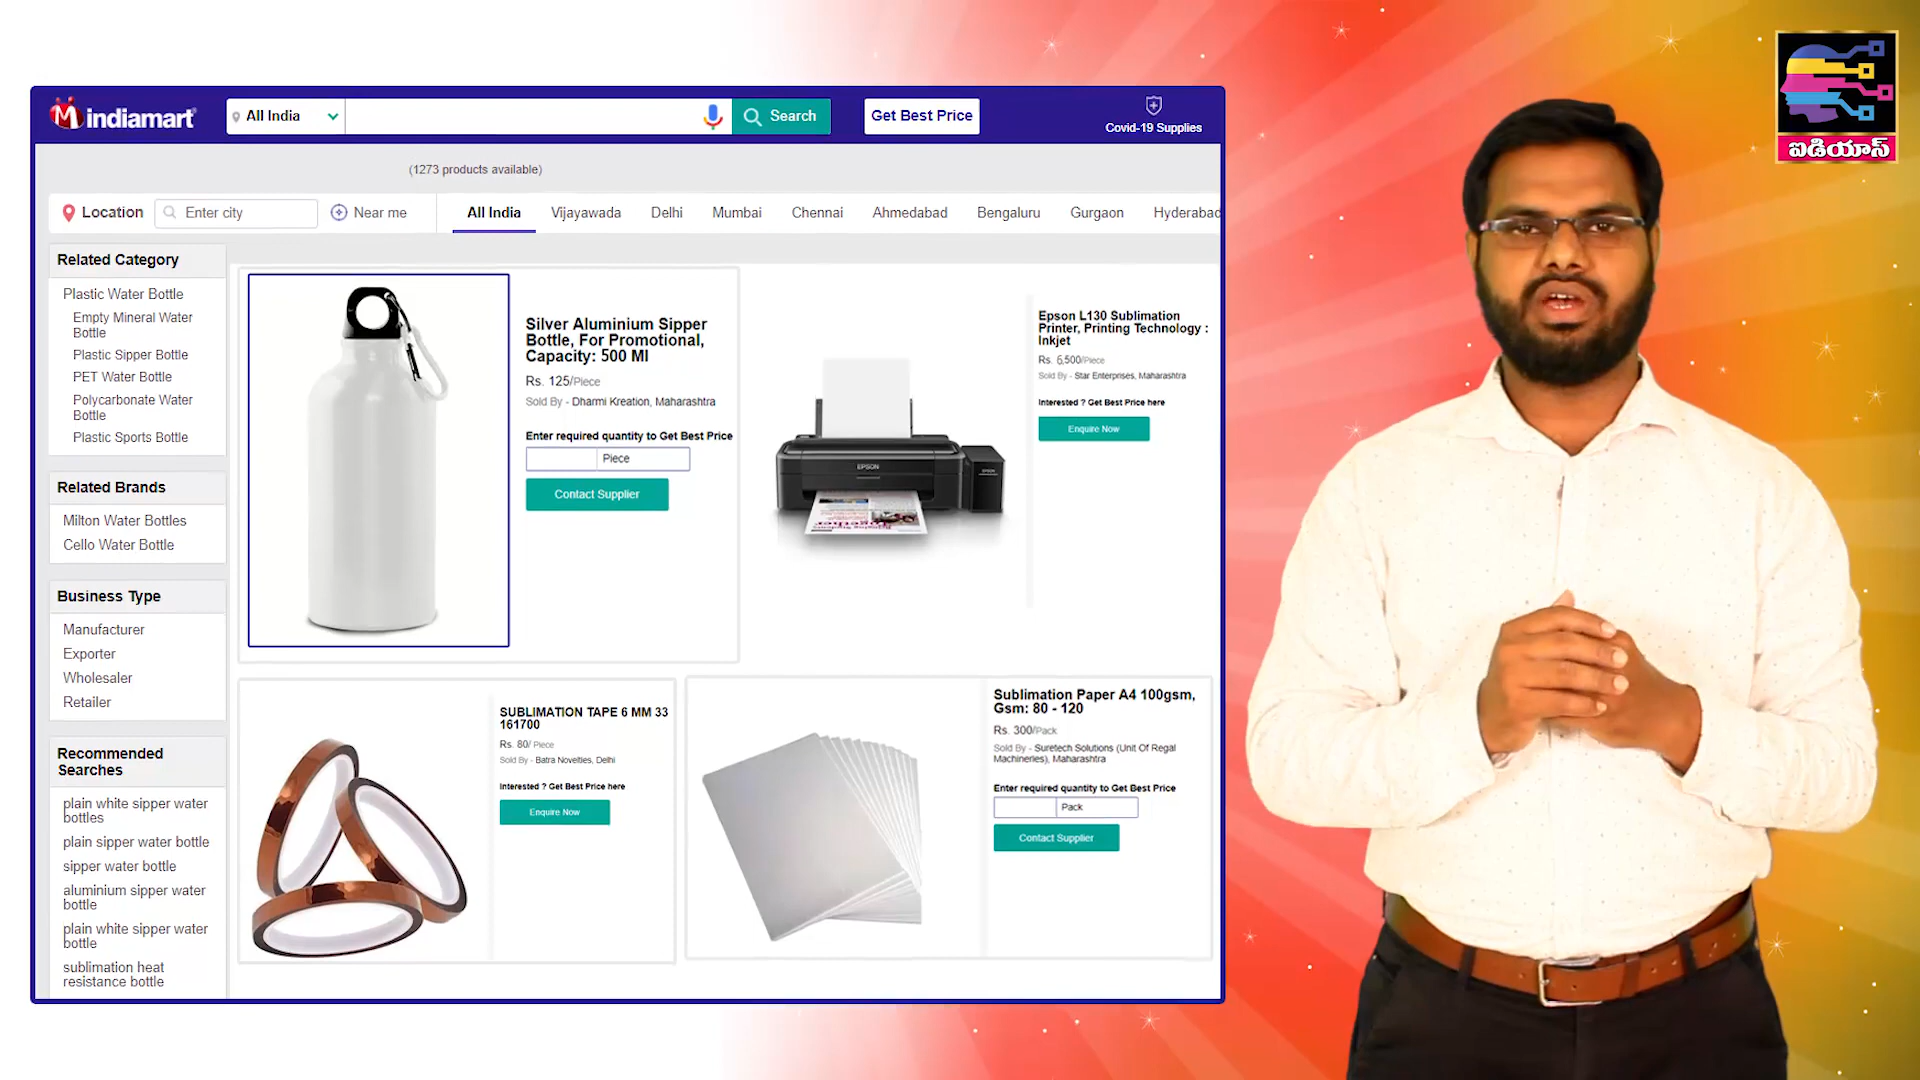 indiamart
All India
Search
Get Best Price
Covid-19 Supplies
(1273 products available)
Location
Enter city
Near me
All India
Vijayawada
Delhi
Mumbai
Chennai
Ahmedabad
Bengaluru
Gurgaon
Hyderabad
Related Category
Plastic Water Bottle
Empty Mineral Water
Bottle
Plastic Sipper Bottle
PET Water Bottle
Polycarbonate Water
Bottle
Plastic Sports Bottle
Related Brands
Milton Water Bottles
Cello Water Bottle
Business Type
Manufacturer
Exporter
Wholesaler
Retailer
Recommended
Searches
plain white sipper water
bottles
plain sipper water bottle
sipper water bottle
aluminium sipper water
bottle
plain white sipper water
bottle
sublimation heat
resistance bottle
Silver Aluminium Sipper
Bottle, For Promotional,
Capacity: 500 Ml
Rs. 125/Piece
Sold By - Dharmi Kreation, Maharashtra
Enter required quantity to Get Best Price
Piece
Contact Supplier
EPSON
Epson L130 Sublimation
Printer, Printing Technology :
Inkjet
Rs. 6,500/Piece
Sold By - Star Enterprises, Maharashtra
Interested ? Get Best Price here
Enquire Now
SUBLIMATION TAPE 6 MM 33
161700
Rs. 80/ Piece
Sold By - Batra Novelties, Delhi
Interested ? Get Best Price here
Enquire Now
Sublimation Paper A4 100gsm,
Gsm: 80 - 120
Rs. 300/Pack
Sold By - Suretech Solutions (Unit Of Regal
Machineries), Maharashtra
Enter required quantity to Get Best Price
Pack
Contact Supplier
ఐడియాస్